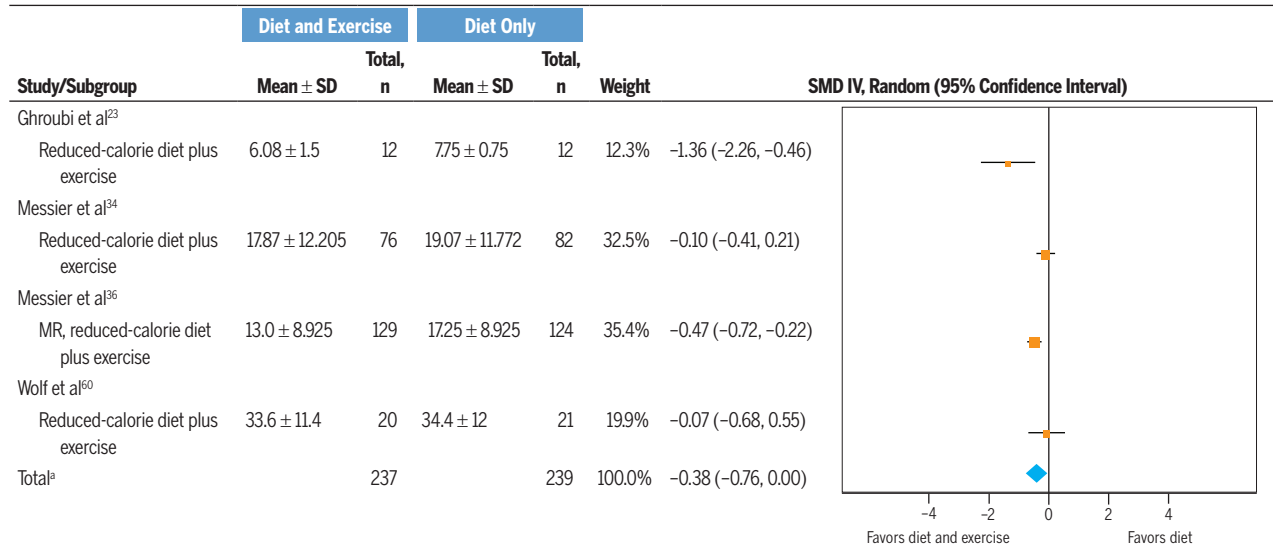 Diet and Exercise Diet Only
Total, Total,
Study/Subgroup Mean ± SD n Mean ± SD n Weight SMD IV, Random (95% Confidence Interval)
Ghroubi et al²³
Reduced-calorie diet plus 6.08 ± 1.5 12 7.75 ± 0.75 12 12.3% –1.36 (–2.26, –0.46)
exercise
Messier et al³⁴
Reduced-calorie diet plus 17.87 ± 12.205 76 19.07 ± 11.772 82 32.5% –0.10 (–0.41, 0.21)
exercise
Messier et al³⁶
MR, reduced-calorie diet 13.0 ± 8.925 129 17.25 ± 8.925 124 35.4% –0.47 (–0.72, –0.22)
plus exercise
Wolf et al⁶⁰
Reduced-calorie diet plus 33.6 ± 11.4 20 34.4 ± 12 21 19.9% –0.07 (–0.68, 0.55)
exercise
Totalᵃ 237 239 100.0% –0.38 (–0.76, 0.00)
–4 –2 0 2 4
Favors diet and exercise Favors diet